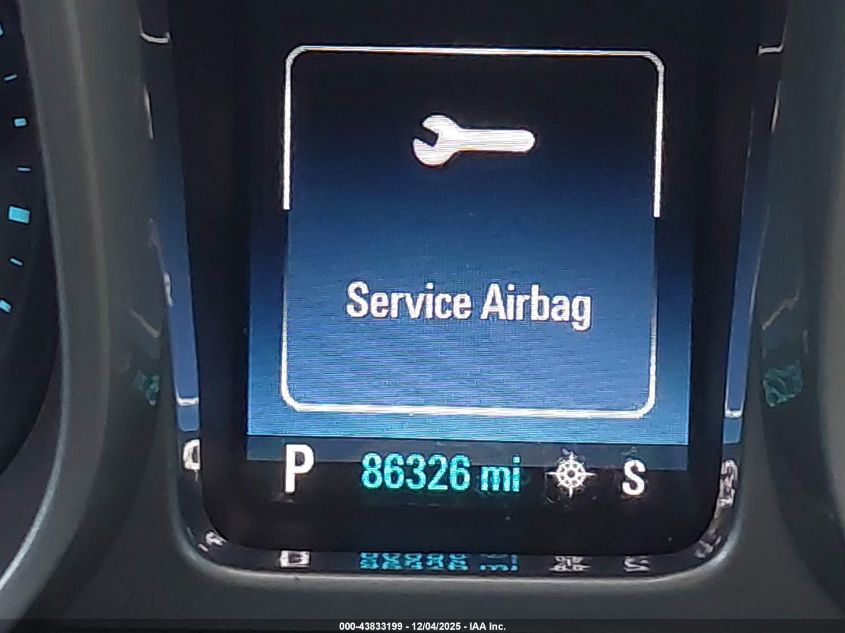 Service Airbag
P 86326 mi S
000-43833199 - 12/04/2025 - IAA Inc.